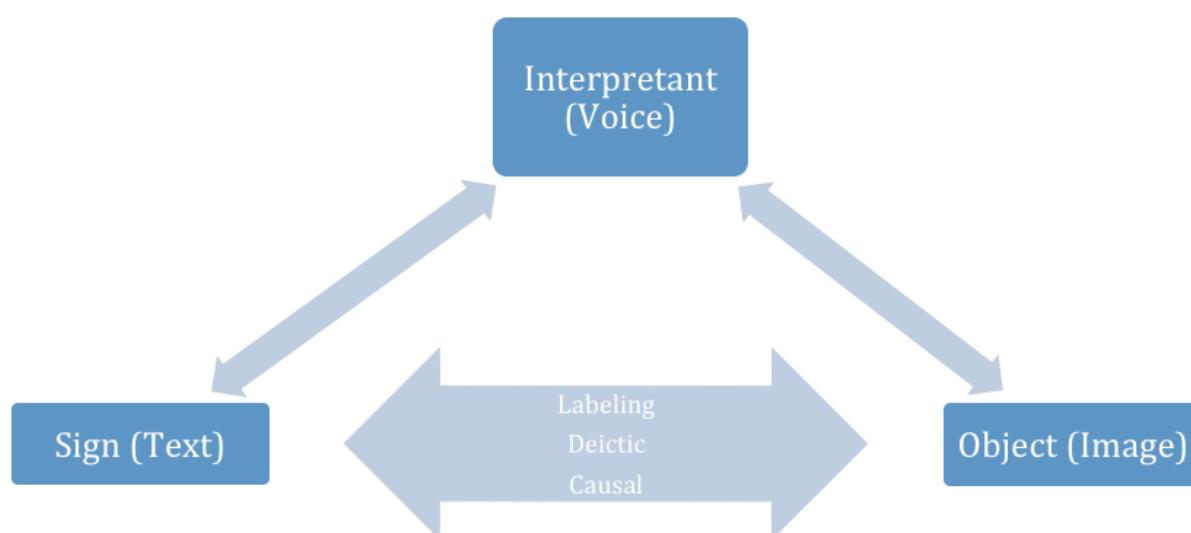 Interpretant
(Voice)
Labeling
Deictic
Causal
Sign (Text)
Object (Image)